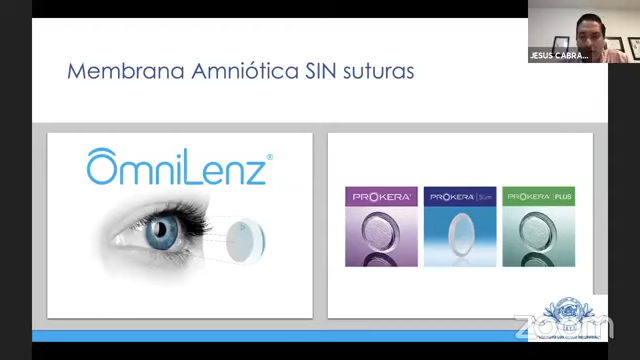 Membrana Amniótica SIN suturas
JESUS CABRA...
OmniLenz®
PROKERA®
PROKERA® Slim
PROKERA® PLUS
zoom